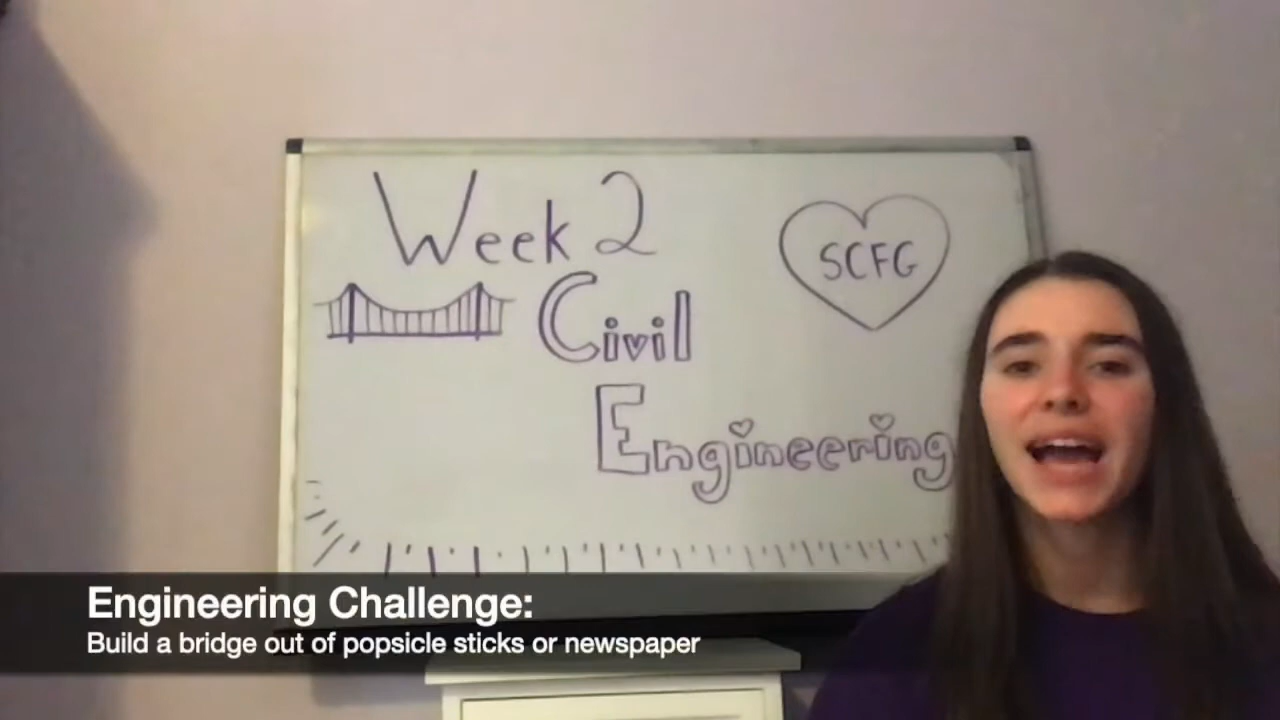 Week 2
SCFG
Civil
Engineering
Engineering Challenge:
Build a bridge out of popsicle sticks or newspaper